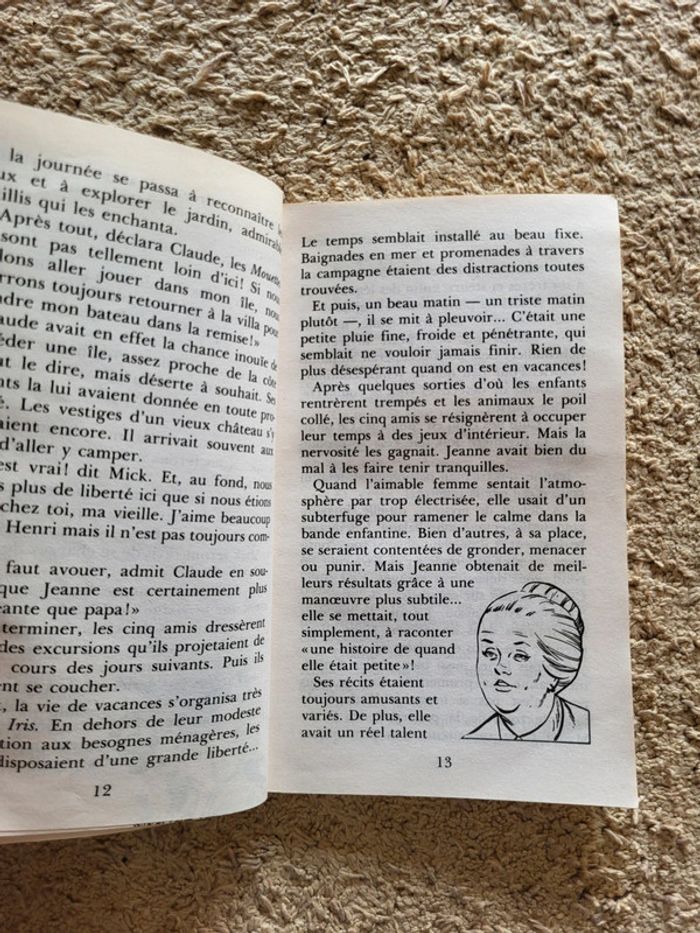 la journée se passa à reconnaître
ux et à explorer le jardin, admirab
illis qui les enchanta.
Après tout, déclara Claude, les Mouette
sont pas tellement loin d'ici! Si nou
lons aller jouer dans mon île, nous
rrons toujours retourner à la villa pour
ndre mon bateau dans la remise!»
aude avait en effet la chance inouïe de
éder une île, assez proche de la côte
t le dire, mais déserte à souhait. Ses
nts la lui avaient donnée en toute pro-
é. Les vestiges d'un vieux château s'y
aient encore. Il arrivait souvent aux
d'aller y camper.
est vrai! dit Mick. Et, au fond, nous
s plus de liberté ici que si nous étions
chez toi, ma vieille. J'aime beaucoup
Henri mais il n'est pas toujours com-
faut avouer, admit Claude en sou-
que Jeanne est certainement plus
eante que papa!»
terminer, les cinq amis dressèrent
des excursions qu'ils projetaient de
cours des jours suivants. Puis ils
nt se coucher.
, la vie de vacances s'organisa très
Iris. En dehors de leur modeste
tion aux besognes ménagères, les
disposaient d'une grande liberté...
12
Le temps semblait installé au beau fixe.
Baignades en mer et promenades à travers
la campagne étaient des distractions toutes
trouvées.
Et puis, un beau matin — un triste matin
plutôt —, il se mit à pleuvoir... C'était une
petite pluie fine, froide et pénétrante, qui
semblait ne vouloir jamais finir. Rien de
plus désespérant quand on est en vacances!
Après quelques sorties d'où les enfants
rentrèrent trempés et les animaux le poil
collé, les cinq amis se résignèrent à occuper
leur temps à des jeux d'intérieur. Mais la
nervosité les gagnait. Jeanne avait bien du
mal à les faire tenir tranquilles.
Quand l'aimable femme sentait l'atmo-
sphère par trop électrisée, elle usait d'un
subterfuge pour ramener le calme dans la
bande enfantine. Bien d'autres, à sa place,
se seraient contentées de gronder, menacer
ou punir. Mais Jeanne obtenait de meil-
leurs résultats grâce à une
manœuvre plus subtile...
elle se mettait, tout
simplement, à raconter
«une histoire de quand
elle était petite»!
Ses récits étaient
toujours amusants et
variés. De plus, elle
avait un réel talent
13